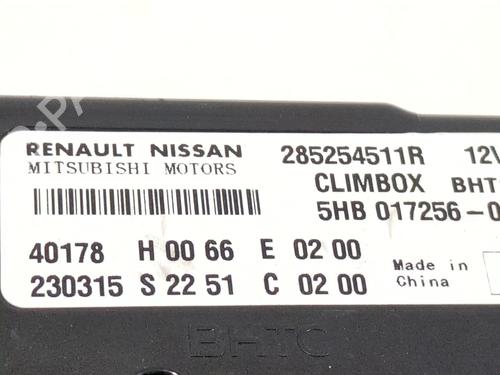 RENAULT NISSAN 285254511R 12V
MITSUBISHI MOTORS CLIMBOX BHT
5HB 017256-0
40178 H 00 66 E 02 00
230315 S 22 51 C 02 00
Made in
China
BHTC